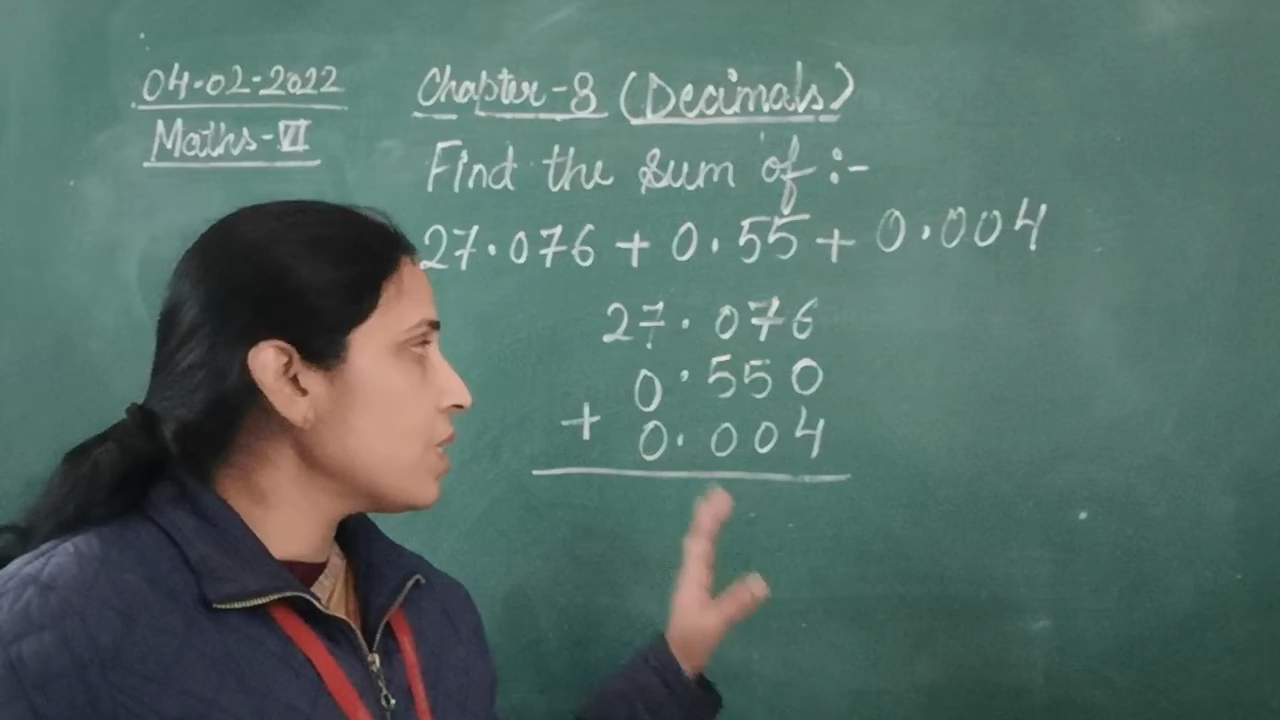 04-02-2022
Maths-VI
Chapter-8 (Decimals)
Find the sum of :-
27.076 + 0.55 + 0.004
27.076
0.550
+ 0.004